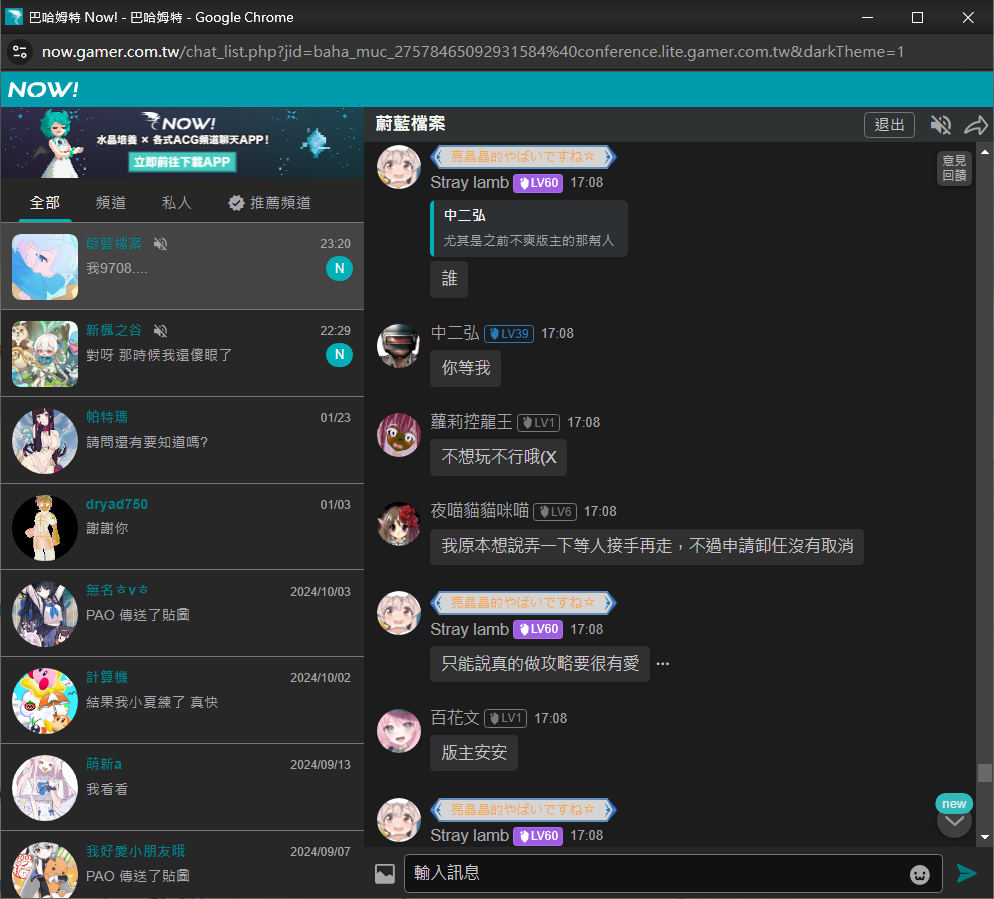 巴哈姆特 Now! - 巴哈姆特 - Google Chrome
now.gamer.com.tw/chat_list.php?jid=baha_muc_27578465092931584%40conference.lite.gamer.com.tw&darkTheme=1
NOW!
NOW!
水晶培養 × 各式ACG頻道聊天APP！
立即前往下載APP
全部 頻道 私人 推薦頻道
蔚藍檔案 23:20
我9708.... N
新楓之谷 22:29
對呀 那時候我還傻眼了 N
帕特瑪 01/23
請問還有要知道嗎?
dryad750 01/03
謝謝你
無名ㅎvㅎ 2024/10/03
PAO 傳送了貼圖
計算機 2024/10/02
結果我小夏練了 真快
萌新a 2024/09/13
我看看
我好愛小朋友哦 2024/09/07
PAO 傳送了貼圖
蔚藍檔案 退出
意見
回饋
亮晶晶的やばいですね☆
Stray lamb LV60 17:08
中二弘
尤其是之前不爽版主的那幫人
誰
中二弘 LV39 17:08
你等我
蘿莉控龍王 LV1 17:08
不想玩不行哦(X
夜喵貓貓咪喵 LV6 17:08
我原本想說弄一下等人接手再走，不過申請卸任沒有取消
亮晶晶的やばいですね☆
Stray lamb LV60 17:08
只能說真的做攻略要很有愛 ...
百花文 LV1 17:08
版主安安
亮晶晶的やばいですね☆
Stray lamb LV60 17:08
new
輸入訊息